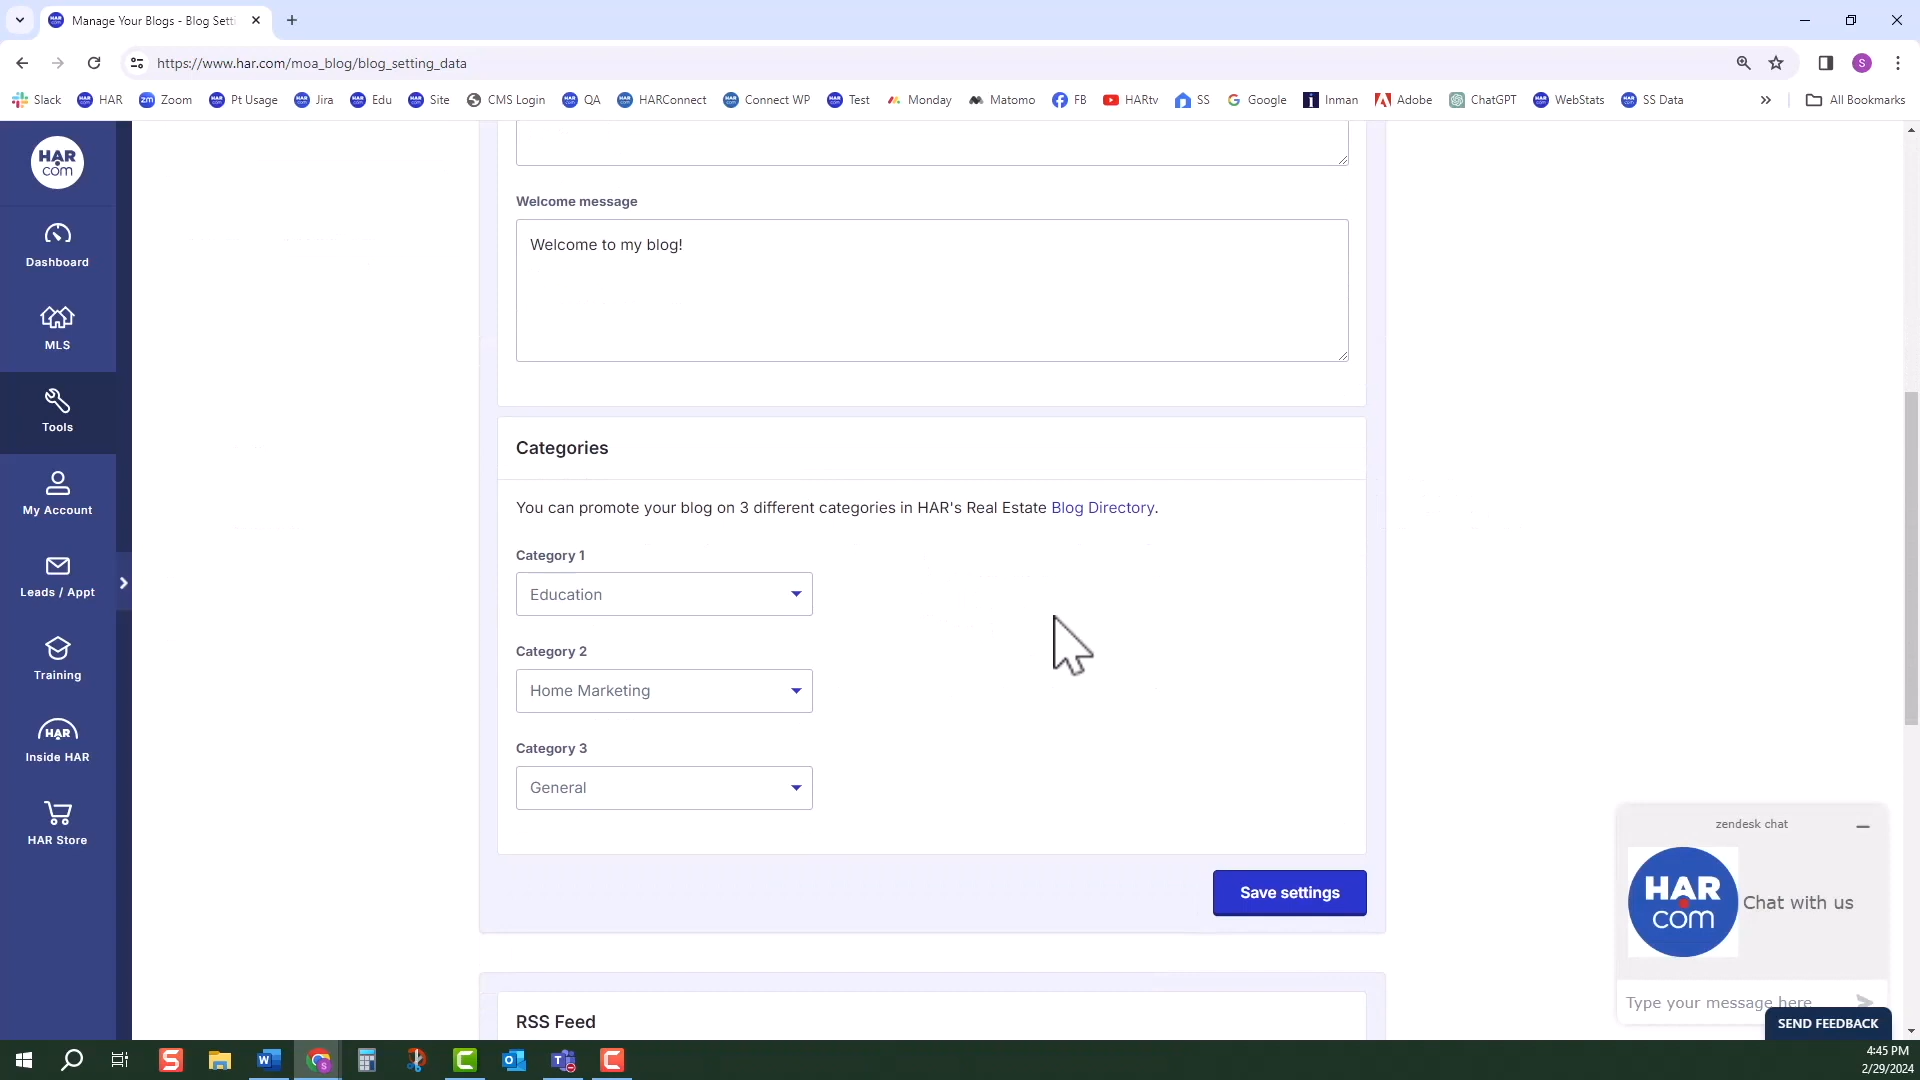 Manage Your Blogs - Blog Setti
https://www.har.com/moa_blog/blog_setting_data
S
Slack
HAR
Zoom
Pt Usage
Jira
Edu
Site
CMS Login
QA
HARConnect
Connect WP
Test
Monday
Matomo
FB
HARtv
SS
Google
Inman
Adobe
ChatGPT
WebStats
SS Data
»
All Bookmarks
HAR
com
Dashboard
MLS
Tools
My Account
Leads / Appt
Training
HAR
Inside HAR
HAR Store
Welcome message
Welcome to my blog!
Categories
You can promote your blog on 3 different categories in HAR's Real Estate Blog Directory.
Category 1
Education
Category 2
Home Marketing
Category 3
General
Save settings
RSS Feed
zendesk chat
HAR
com
Chat with us
Type your message here
SEND FEEDBACK
4:45 PM
2/29/2024